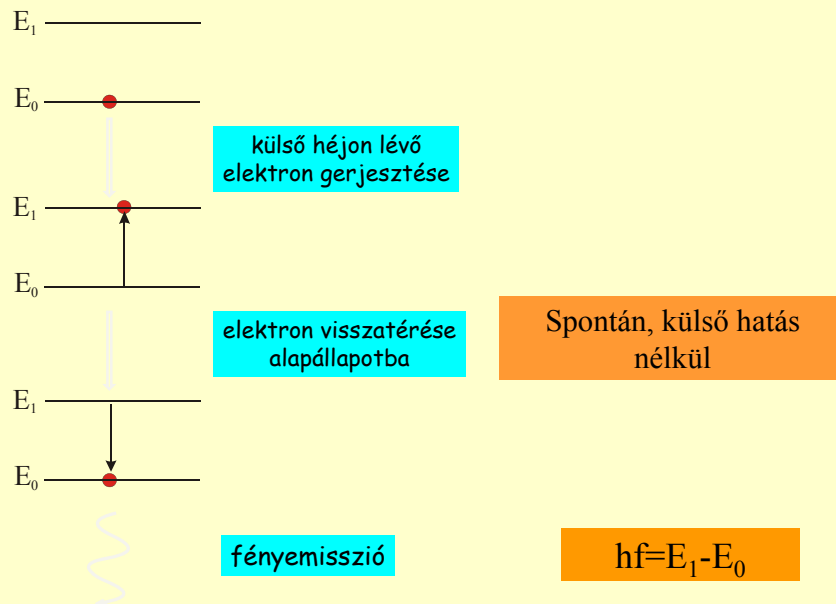 E₁
E₀
külső héjon lévő
elektron gerjesztése
E₁
E₀
elektron visszatérése
alapállapotba
Spontán, külső hatás
nélkül
E₁
E₀
fényemisszió
hf=E₁-E₀